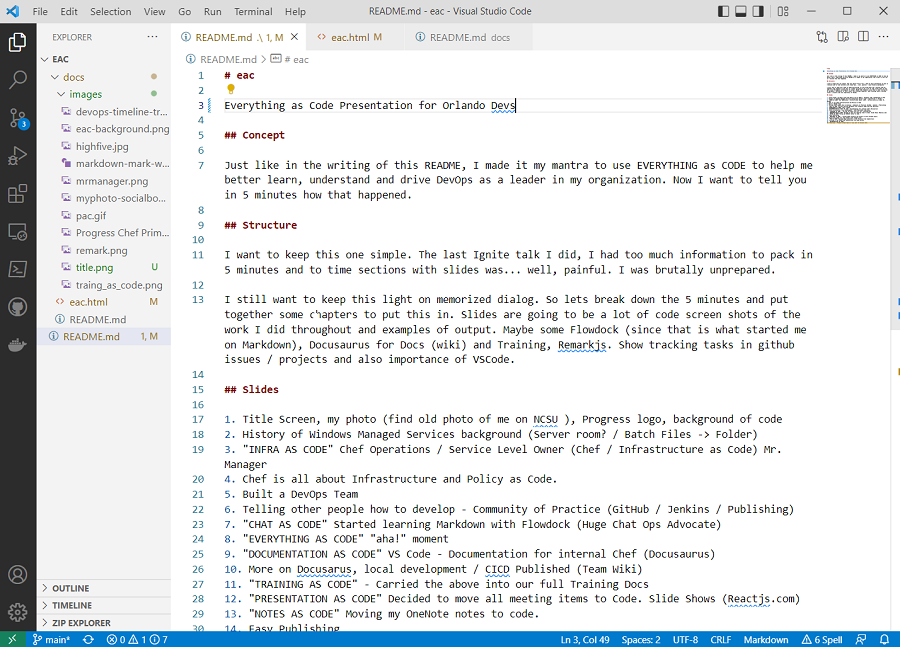 File Edit Selection View Go Run Terminal Help README.md - eac - Visual Studio Code
EXPLORER ...
README.md .\ 1, M
eac.html M
README.md docs
EAC
docs
images
devops-timeline-tr...
eac-background.png
highfive.jpg
markdown-mark-w...
mrmanager.png
myphoto-socialbo...
pac.gif
Progress Chef Prim...
remark.png
title.png U
traing_as_code.png
eac.html M
README.md
README.md 1, M
OUTLINE
TIMELINE
ZIP EXPLORER
3
README.md > # eac
1 # eac
2
3 Everything as Code Presentation for Orlando Devs
4
5 ## Concept
6
7 Just like in the writing of this README, I made it my mantra to use EVERYTHING as CODE to help me
better learn, understand and drive DevOps as a leader in my organization. Now I want to tell you
in 5 minutes how that happened.
8
9 ## Structure
10
11 I want to keep this one simple. The last Ignite talk I did, I had too much information to pack in
5 minutes and to time sections with slides was... well, painful. I was brutally unprepared.
12
13 I still want to keep this light on memorized dialog. So lets break down the 5 minutes and put
together some c'apters to put this in. Slides are going to be a lot of code screen shots of the
work I did throughout and examples of output. Maybe some Flowdock (since that is what started me
on Markdown), Docusaurus for Docs (wiki) and Training, Remarkjs. Show tracking tasks in github
issues / projects and also importance of VSCode.
14
15 ## Slides
16
17 1. Title Screen, my photo (find old photo of me on NCSU ), Progress logo, background of code
18 2. History of Windows Managed Services background (Server room? / Batch Files -> Folder)
19 3. "INFRA AS CODE" Chef Operations / Service Level Owner (Chef / Infrastructure as Code) Mr.
Manager
20 4. Chef is all about Infrastructure and Policy as Code.
21 5. Built a DevOps Team
22 6. Telling other people how to develop - Community of Practice (GitHub / Jenkins / Publishing)
23 7. "CHAT AS CODE" Started learning Markdown with Flowdock (Huge Chat Ops Advocate)
24 8. "EVERYTHING AS CODE" "aha!" moment
25 9. "DOCUMENTATION AS CODE" VS Code - Documentation for internal Chef (Docusaurus)
26 10. More on Docusarus, local development / CICD Published (Team Wiki)
27 11. "TRAINING AS CODE" - Carried the above into our full Training Docs
28 12. "PRESENTATION AS CODE" Decided to move all meeting items to Code. Slide Shows (Reactjs.com)
29 13. "NOTES AS CODE" Moving my OneNote notes to code.
30 14. Easy Publishing
main* 0 1 7 Ln 3, Col 49 Spaces: 2 UTF-8 CRLF Markdown 6 Spell